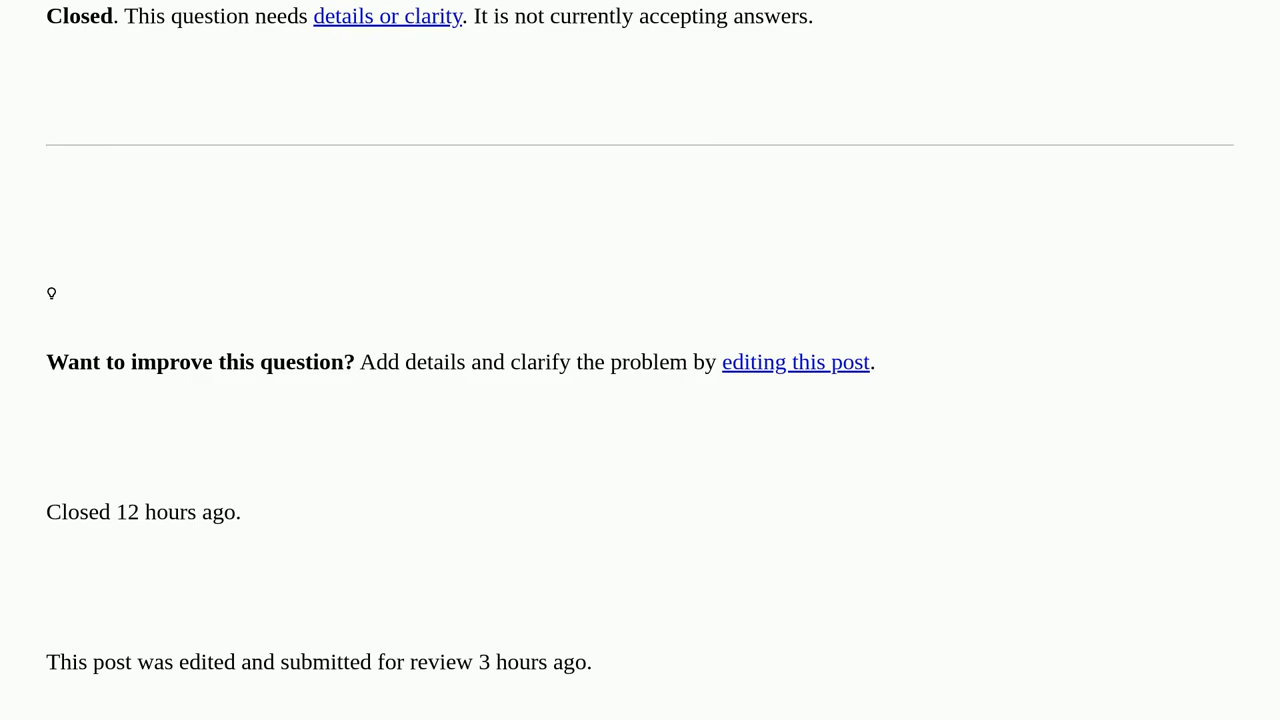 Closed. This question needs details or clarity. It is not currently accepting answers.
Want to improve this question? Add details and clarify the problem by editing this post.
Closed 12 hours ago.
This post was edited and submitted for review 3 hours ago.